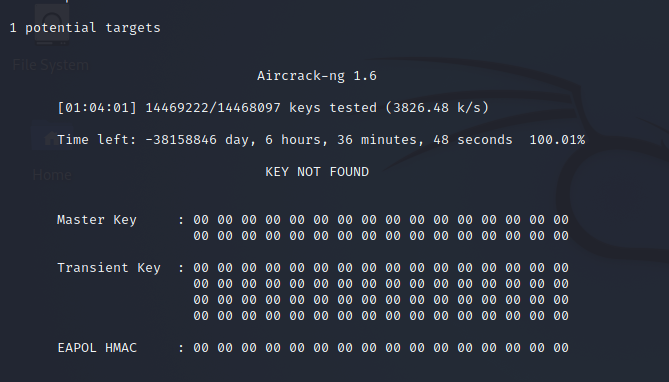 1 potential targets
File System
Aircrack-ng 1.6
[01:04:01] 14469222/14468097 keys tested (3826.48 k/s)
Time left: -38158846 day, 6 hours, 36 minutes, 48 seconds  100.01%
KEY NOT FOUND
Home
Master Key     : 00 00 00 00 00 00 00 00 00 00 00 00 00 00 00 00
00 00 00 00 00 00 00 00 00 00 00 00 00 00 00 00
Transient Key  : 00 00 00 00 00 00 00 00 00 00 00 00 00 00 00 00
00 00 00 00 00 00 00 00 00 00 00 00 00 00 00 00
00 00 00 00 00 00 00 00 00 00 00 00 00 00 00 00
00 00 00 00 00 00 00 00 00 00 00 00 00 00 00 00
EAPOL HMAC     : 00 00 00 00 00 00 00 00 00 00 00 00 00 00 00 00